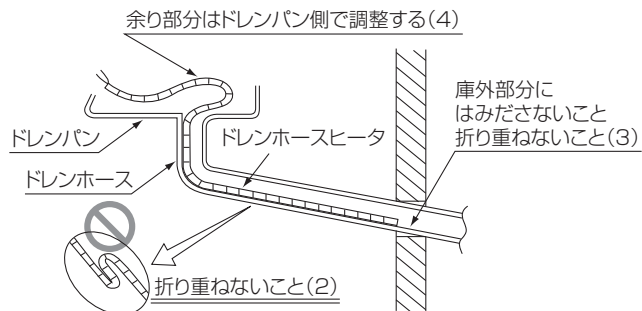 余り部分はドレンパン側で調整する(4)
庫外部分に
はみださないこと
折り重ねないこと(3)
ドレンパン
ドレンホースヒータ
ドレンホース
折り重ねないこと(2)